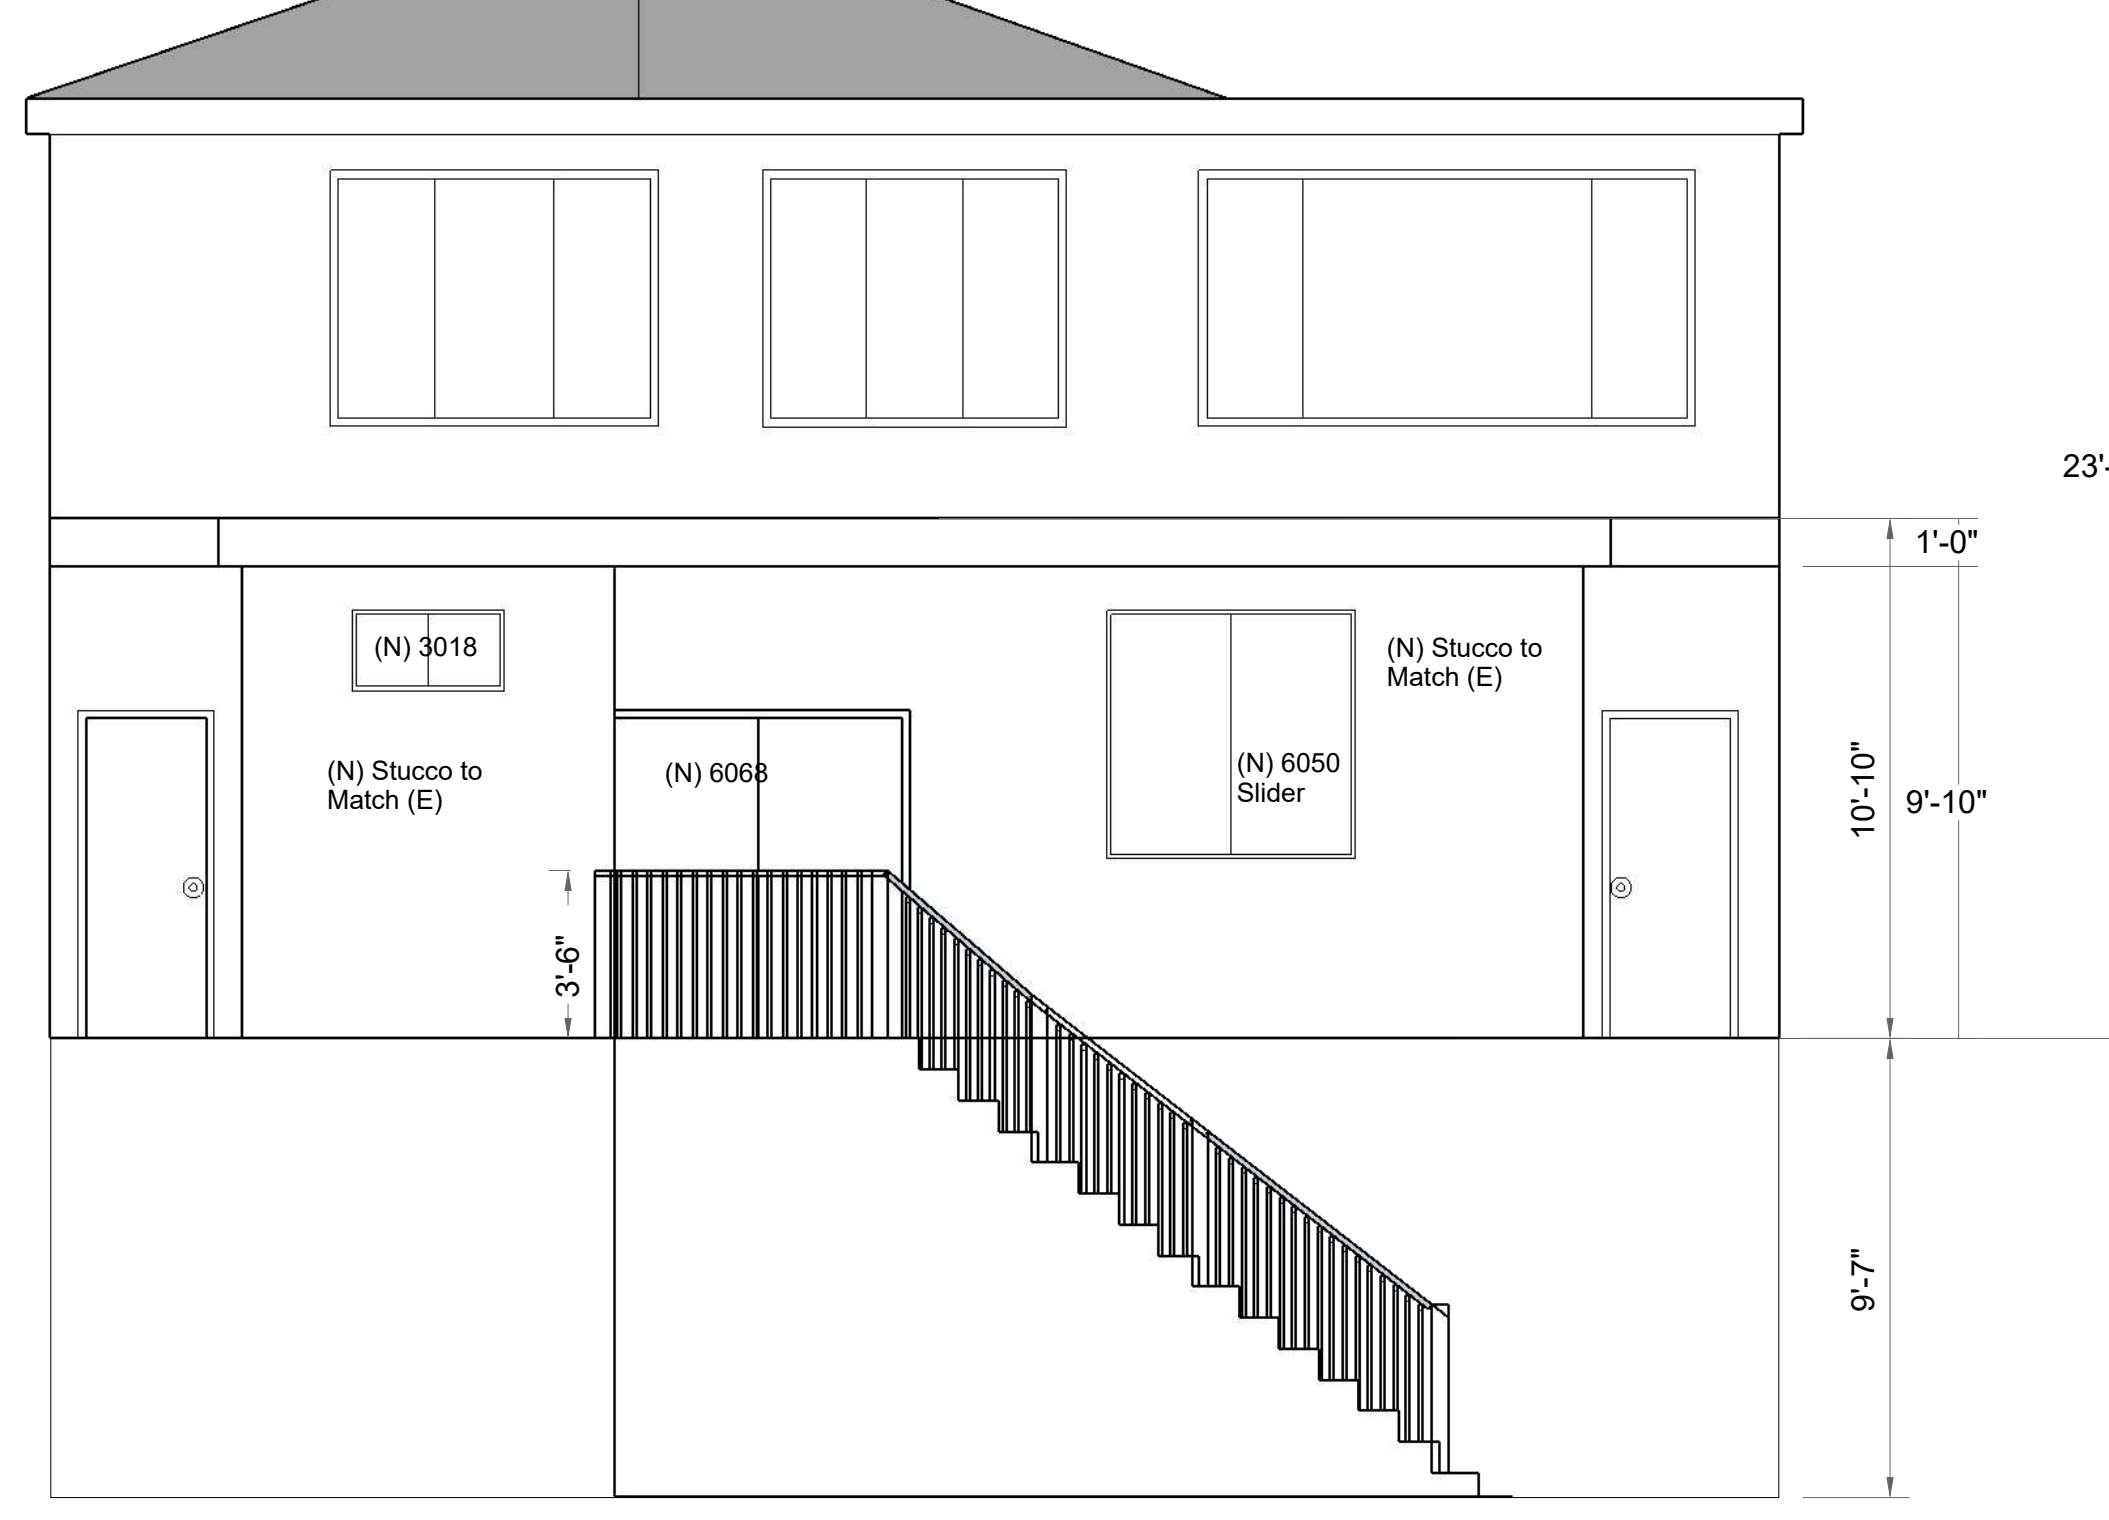 23'-
1'-0"
(N) 3018
(N) Stucco to
Match (E)
(N) Stucco to
Match (E)
(N) 6068
(N) 6050
Slider
10'-10"
9'-10"
3'-6"
9'-7"